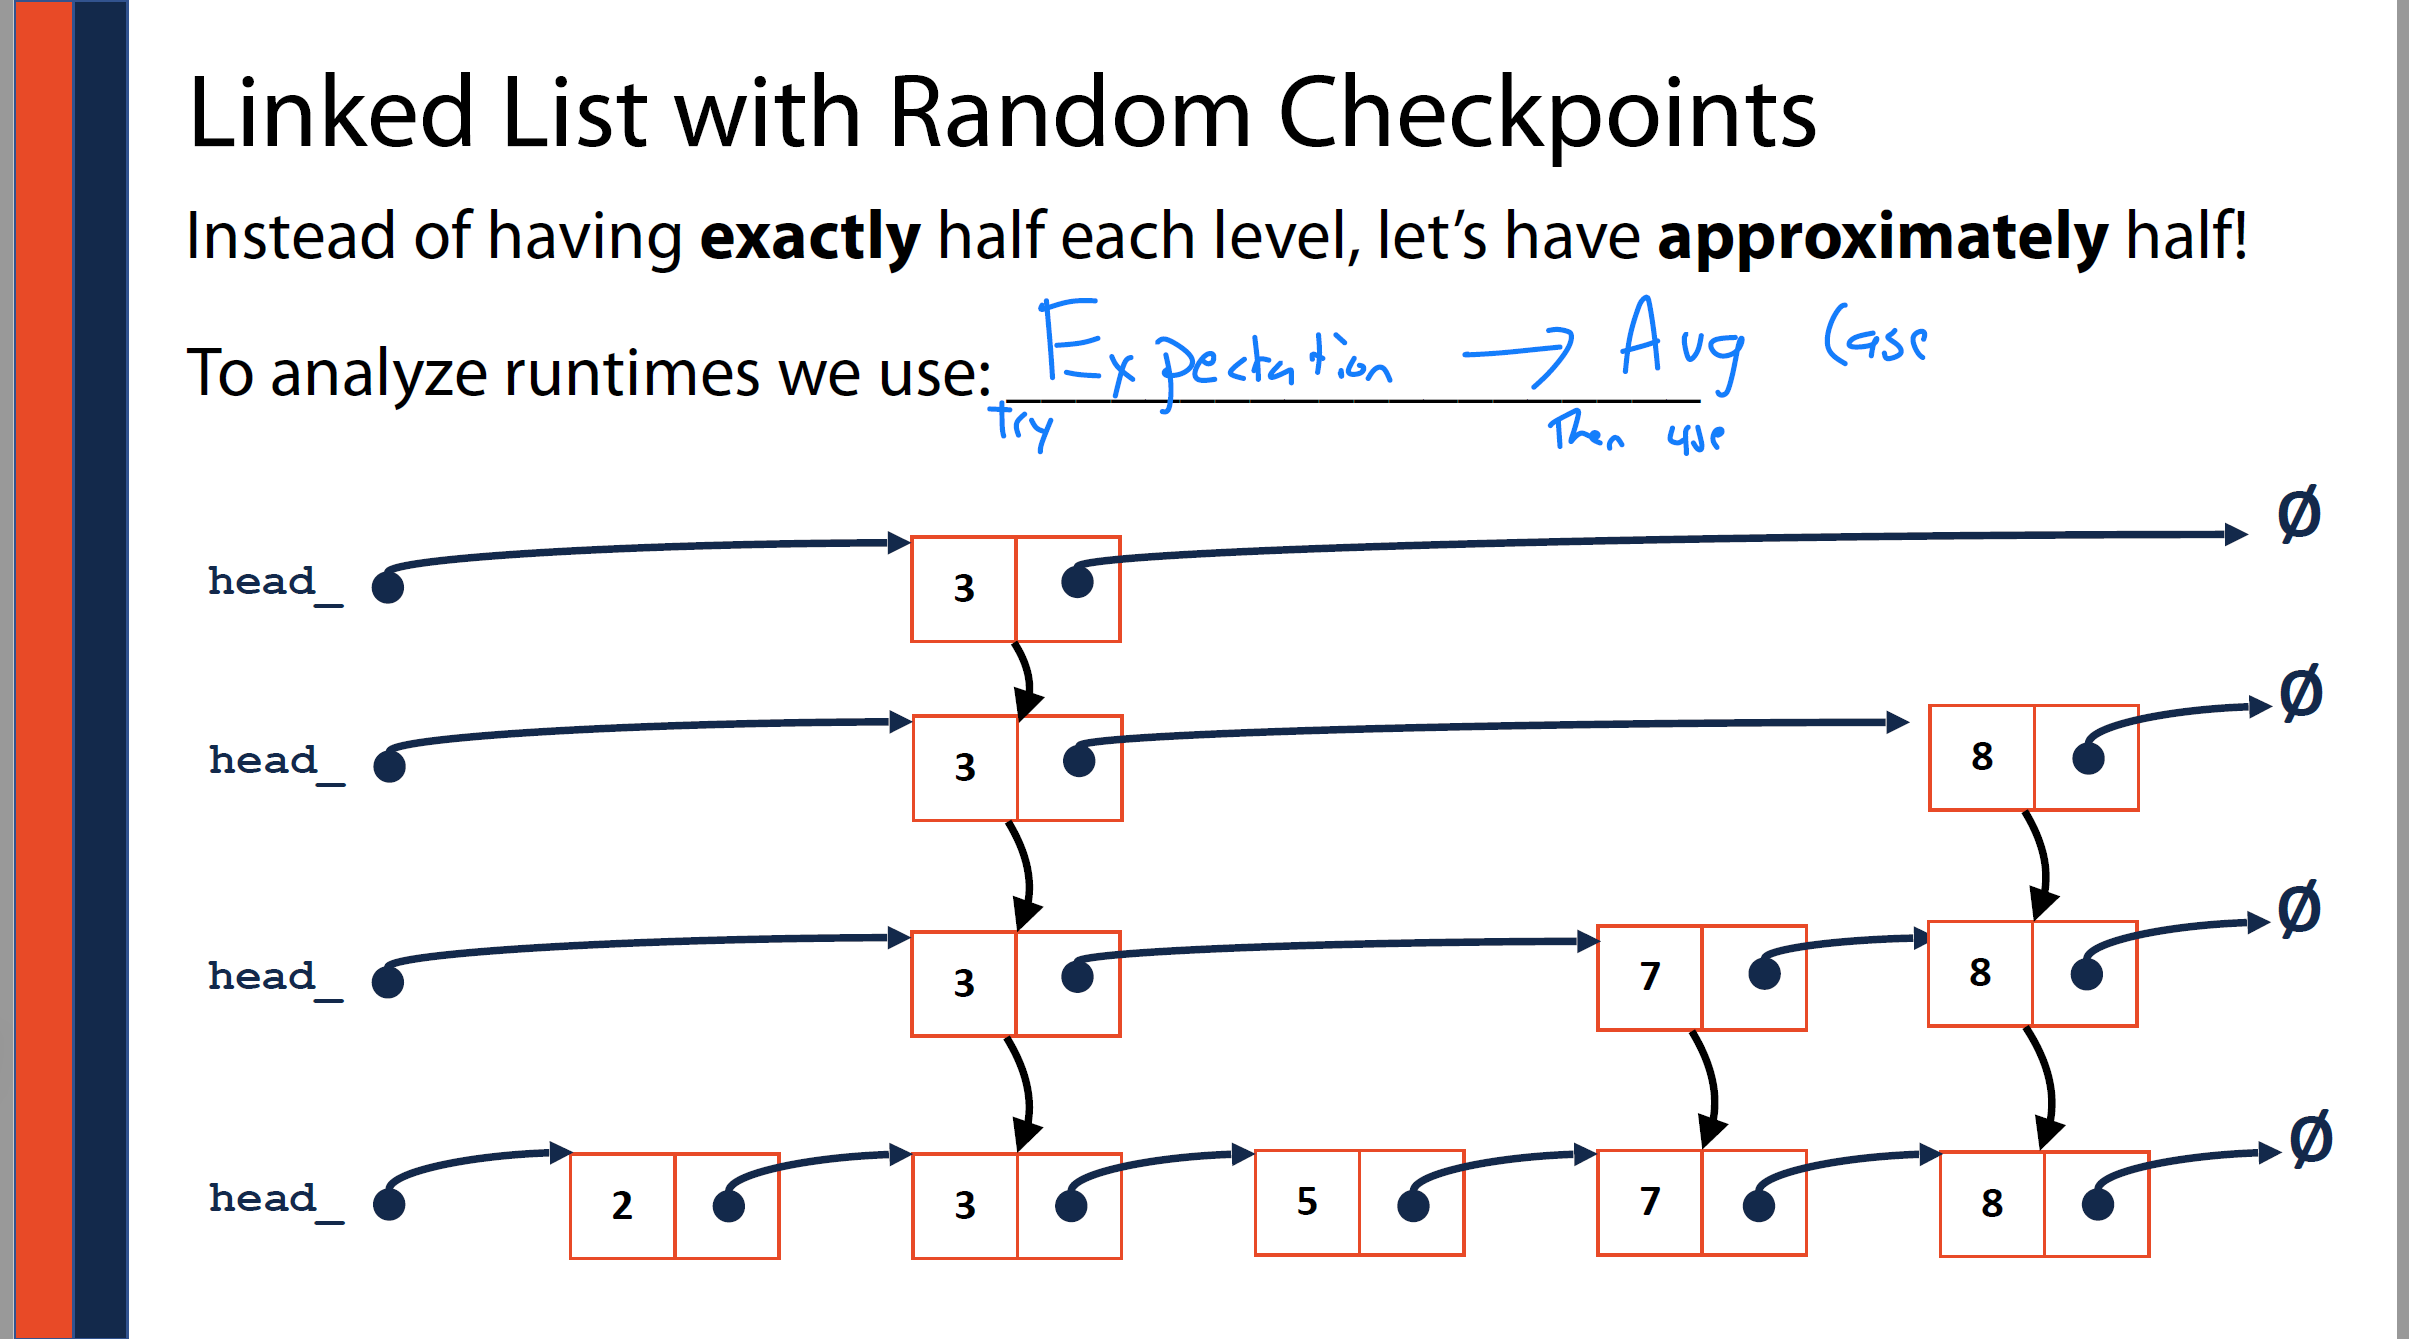 Linked List with Random Checkpoints
Instead of having exactly half each level, let's have approximately half!
To analyze runtimes we use: Expectation → Avg Case
try Then use
head_ 3 Ø
head_ 3 8 Ø
head_ 3 7 8 Ø
head_ 2 3 5 7 8 Ø